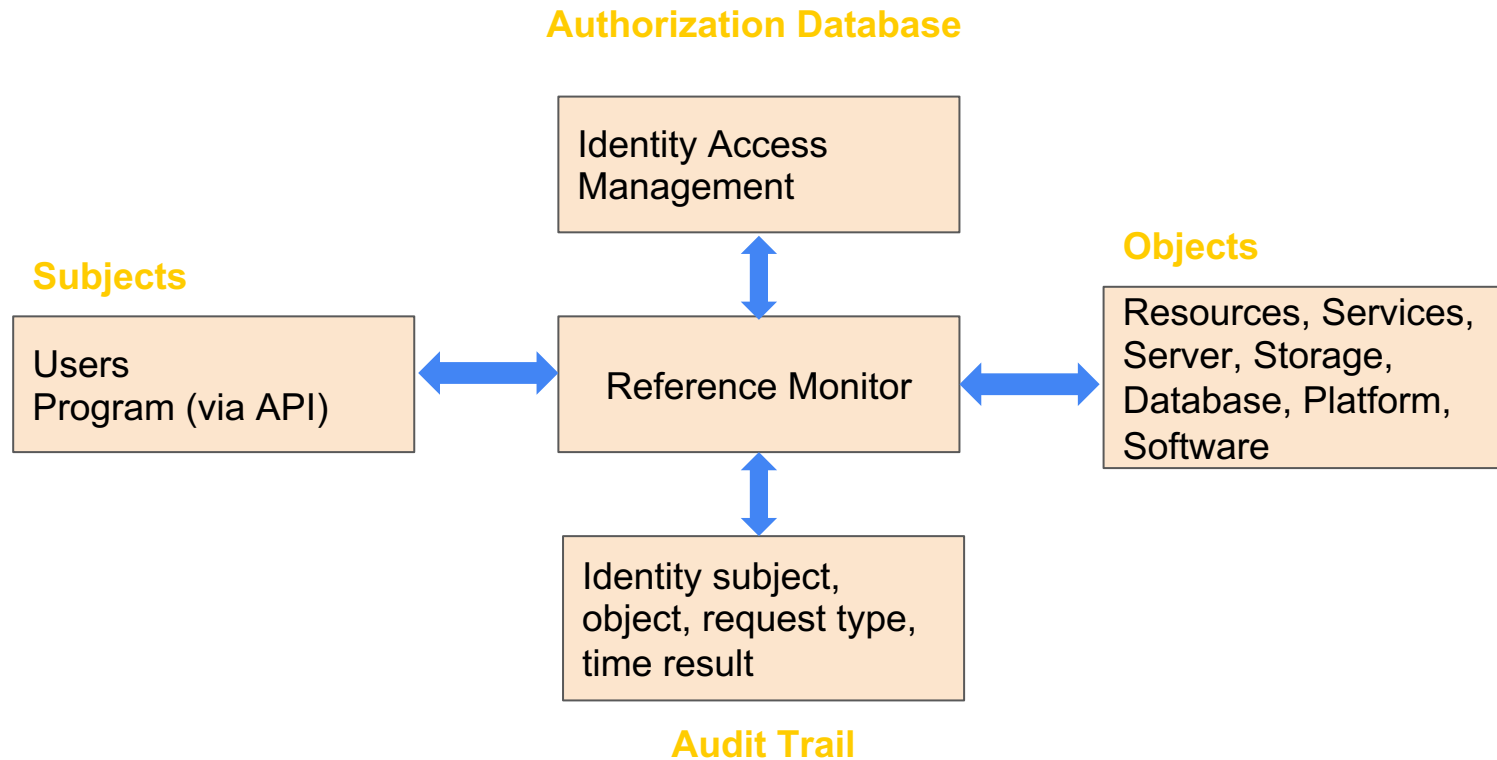 Authorization Database
Identity Access
Management
Subjects
Objects
Users
Program (via API)
Reference Monitor
Resources, Services,
Server, Storage,
Database, Platform,
Software
Identity subject,
object, request type,
time result
Audit Trail